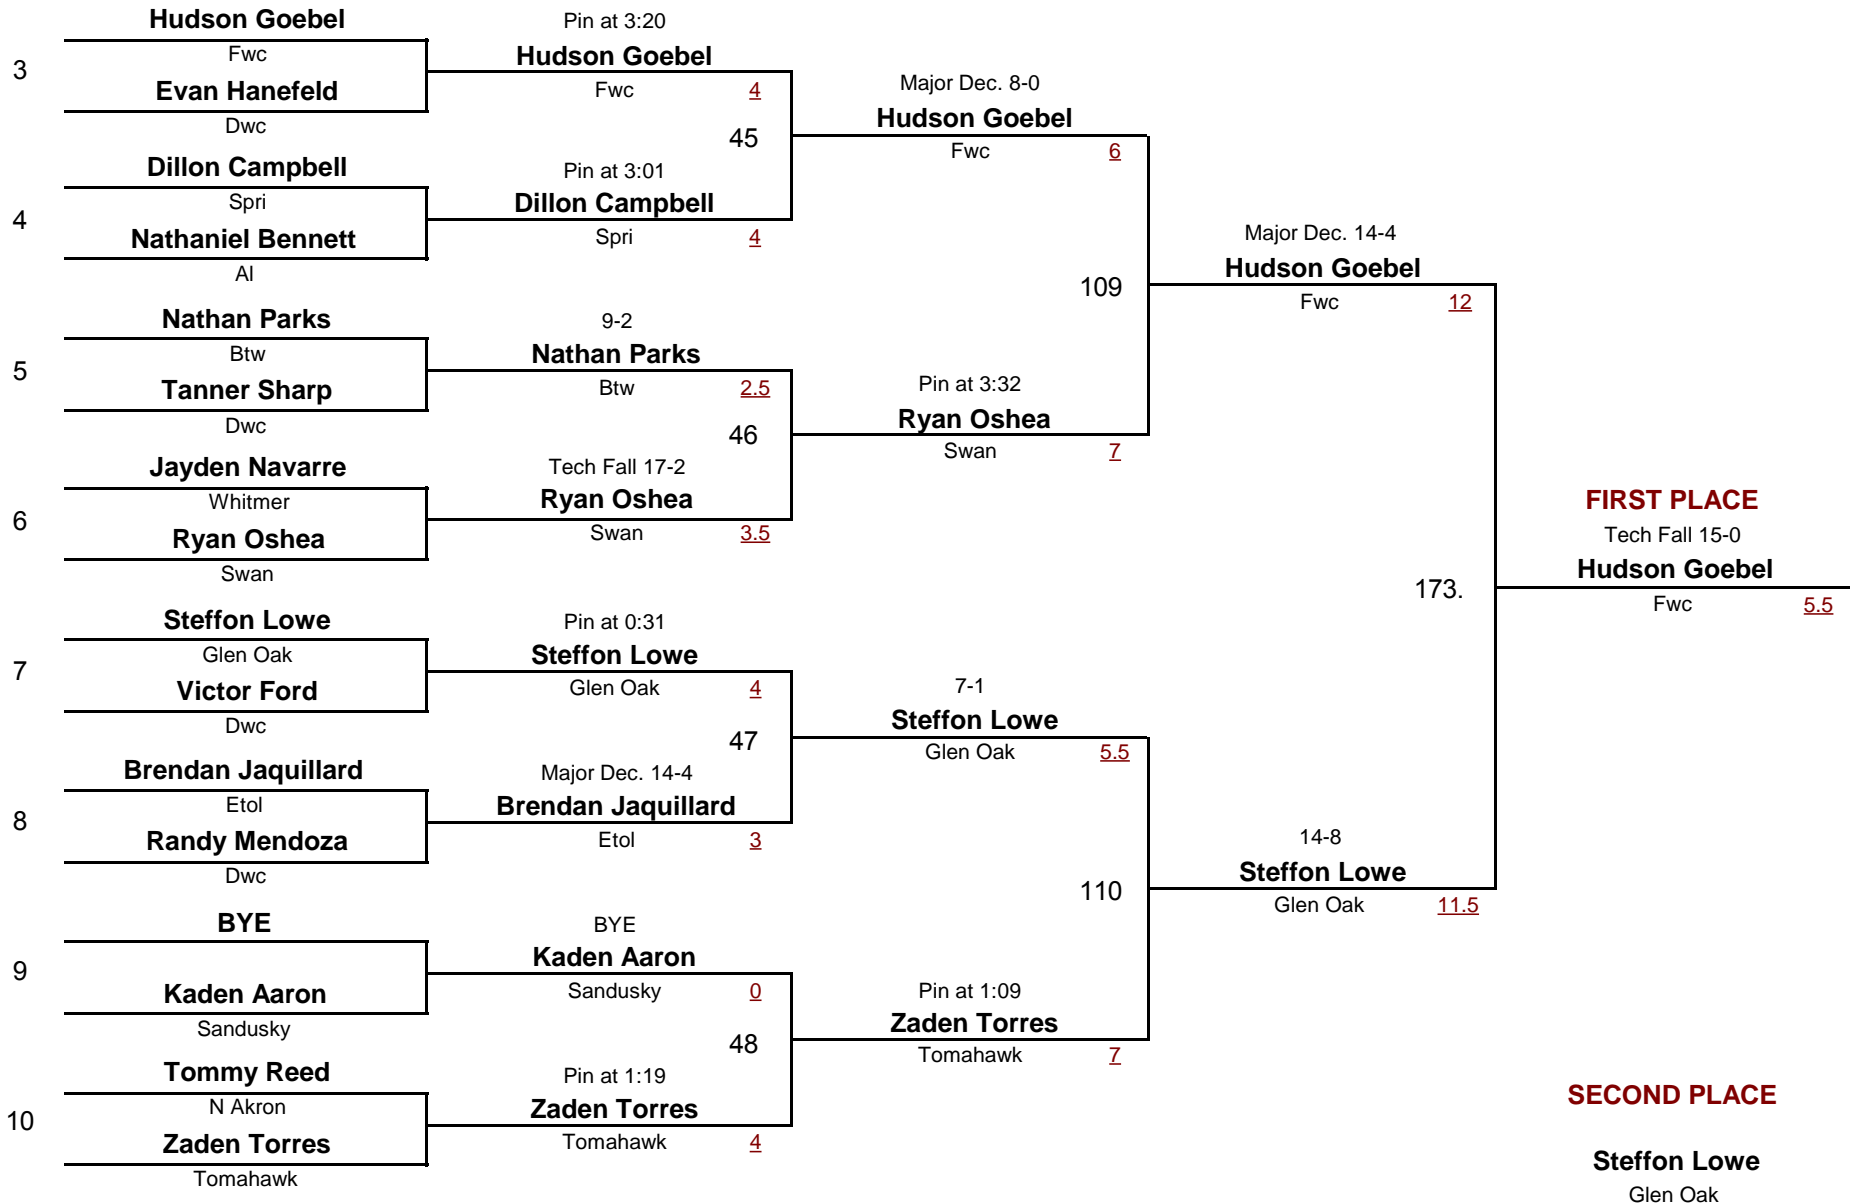 Hudson Goebel
Fwc
3
Evan Hanefeld
Dwc
Dillon Campbell
Spri
4
Nathaniel Bennett
Al
Nathan Parks
Btw
5
Tanner Sharp
Dwc
Jayden Navarre
Whitmer
6
Ryan Oshea
Swan
Steffon Lowe
Glen Oak
7
Victor Ford
Dwc
Brendan Jaquillard
Etol
8
Randy Mendoza
Dwc
BYE
9
Kaden Aaron
Sandusky
Tommy Reed
N Akron
10
Zaden Torres
Tomahawk
Pin at 3:20
Hudson Goebel
Fwc 4
45
Pin at 3:01
Dillon Campbell
Spri 4
9-2
Nathan Parks
Btw 2.5
46
Tech Fall 17-2
Ryan Oshea
Swan 3.5
Pin at 0:31
Steffon Lowe
Glen Oak 4
47
Major Dec. 14-4
Brendan Jaquillard
Etol 3
BYE
Kaden Aaron
Sandusky 0
48
Pin at 1:19
Zaden Torres
Tomahawk 4
Major Dec. 8-0
Hudson Goebel
Fwc 6
109
Pin at 3:32
Ryan Oshea
Swan 7
7-1
Steffon Lowe
Glen Oak 5.5
110
Pin at 1:09
Zaden Torres
Tomahawk 7
Major Dec. 14-4
Hudson Goebel
Fwc 12
173.
14-8
Steffon Lowe
Glen Oak 11.5
FIRST PLACE
Tech Fall 15-0
Hudson Goebel
Fwc 5.5
SECOND PLACE
Steffon Lowe
Glen Oak